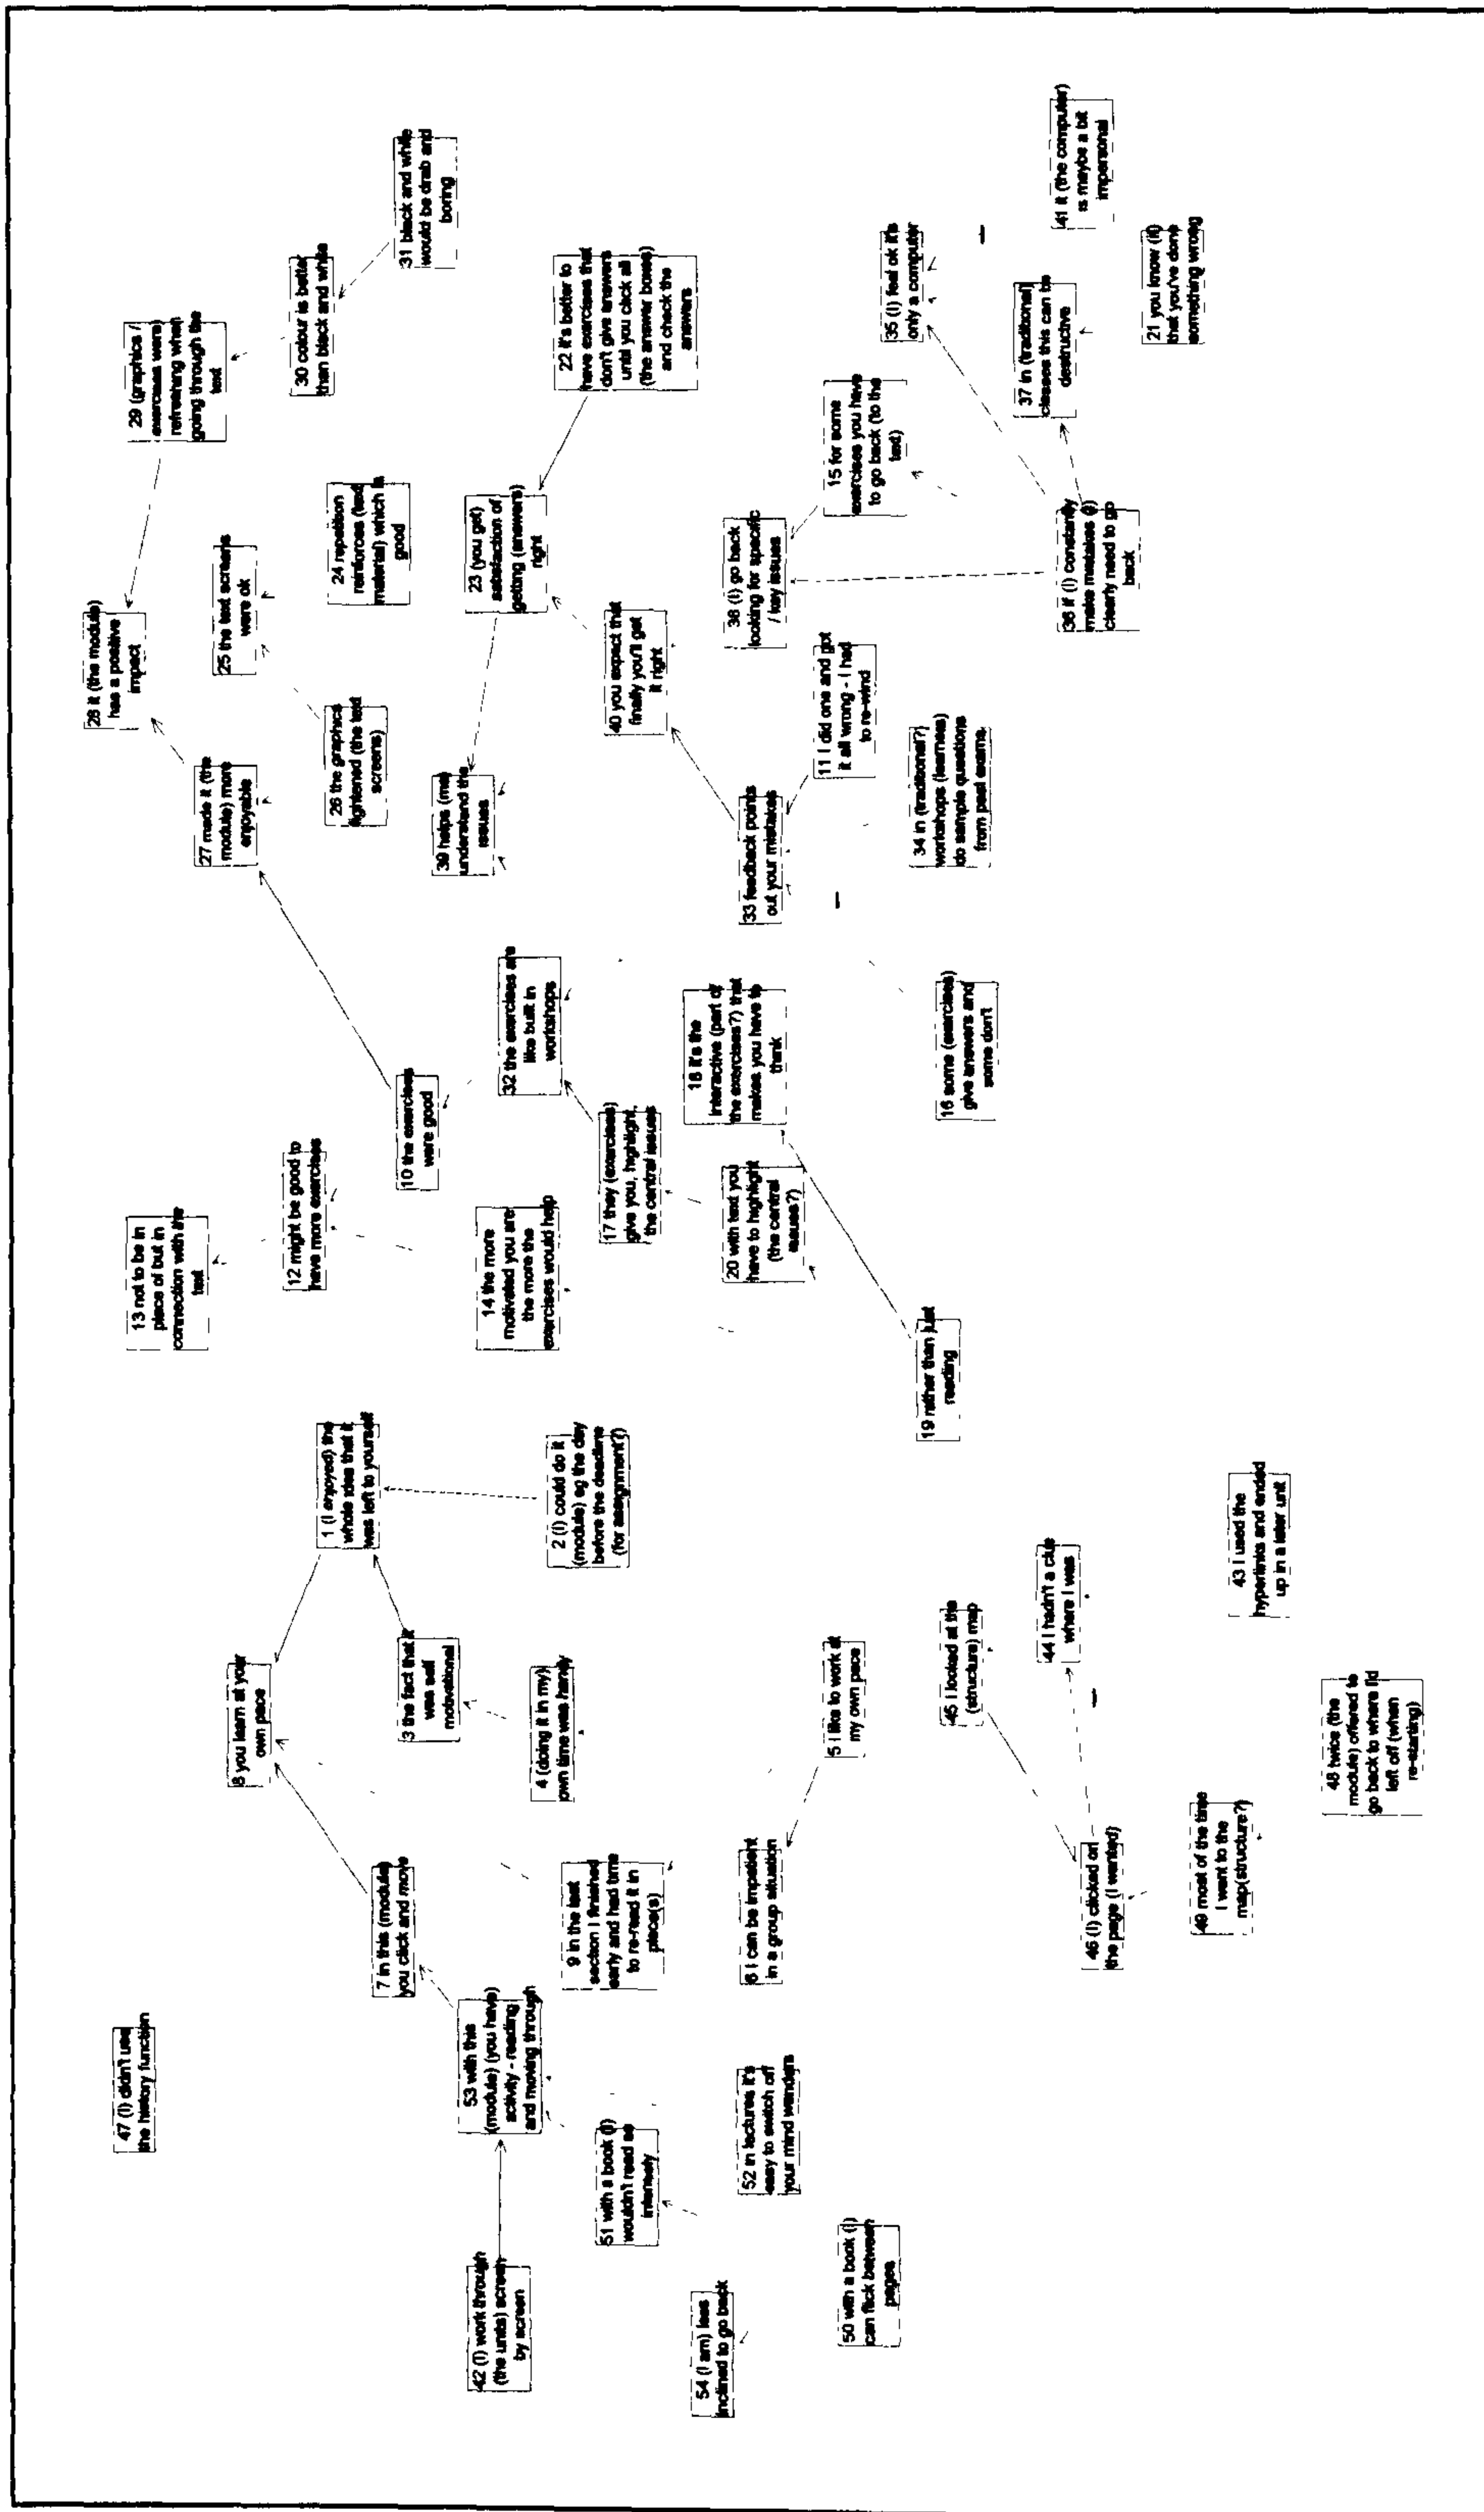 28 it (the module)
has a positive
impact
47 (I) didn't use
the history function
13 not to be in
place of but in
connection with the
text
29 (graphics /
exercises were)
refreshing when
going through the
text
27 made it (the
module) more
enjoyable
25 the text screens
were ok
8 you learn at your
own pace
12 might be good to
have more exercises
30 colour is better
than black and white
1 (I enjoyed) the
whole idea that it
was left to yourself
26 the graphics
lightened (the text
screens)
24 repetition
reinforces (text
material) which is
good
7 in this (module)
you click and move
31 black and white
would be drab and
boring
10 the exercises
were good
3 the fact that it
was self
motivational
39 helps (me)
understand the
issues
53 with this
(module) (you have)
activity - reading
and moving through
23 (you get)
satisfaction of
getting (answers)
right
42 (I) work through
(the units) screen
by screen
14 the more
motivated you are
the more the
exercises would help
32 the exercises are
like built in
workshops
4 (doing it in my)
own time was handy
2 (I) could do it
(module) eg the day
before the deadline
(for assignment?)
22 it's better to
have exercises that
don't give answers
until you click all
(the answer boxes)
and check the
answers
9 in the last
section I finished
early and had time
to re-read it in
place(s)
51 with a book (I)
wouldn't read so
intensely
17 they (exercises)
give you, highlight,
the central issues
40 you expect that
finally you'll get
it right
18 it's the
interactive (part of
the exercises?) that
makes you have to
think
54 (I am) less
inclined to go back
20 with text you
have to highlight
(the central
issues?)
38 (I) go back
looking for specific
/ key issues
52 in lectures it's
easy to switch off
your mind wanders
6 I can be impatient
in a group situation
33 feedback points
out your mistakes
11 I did one and got
it all wrong - I had
to re-wind
5 I like to work at
my own pace
15 for some
exercises you have
to go back (to the
text)
50 with a book (I)
can flick between
pages
35 (I) feel ok it's
only a computer
34 in (traditional?)
workshops (learners)
do sample questions
from past exams.
19 rather than just
reading
16 some (exercises)
give answers and
some don't
45 I looked at the
(structure) map
37 in (traditional)
classes this can be
destructive
44 I hadn't a clue
where I was
41 it (the computer)
is maybe a bit
impersonal
36 if (I) constantly
make mistakes (I)
clearly need to go
back
46 (I) clicked on
the page (I wanted)
21 you know (if)
that you've done
something wrong
49 most of the times
I went to the
map(structure?)
43 I used the
hyperlinks and ended
up in a later unit
48 twice (the
module) offered to
go back to where I'd
left off (when
re-starting)